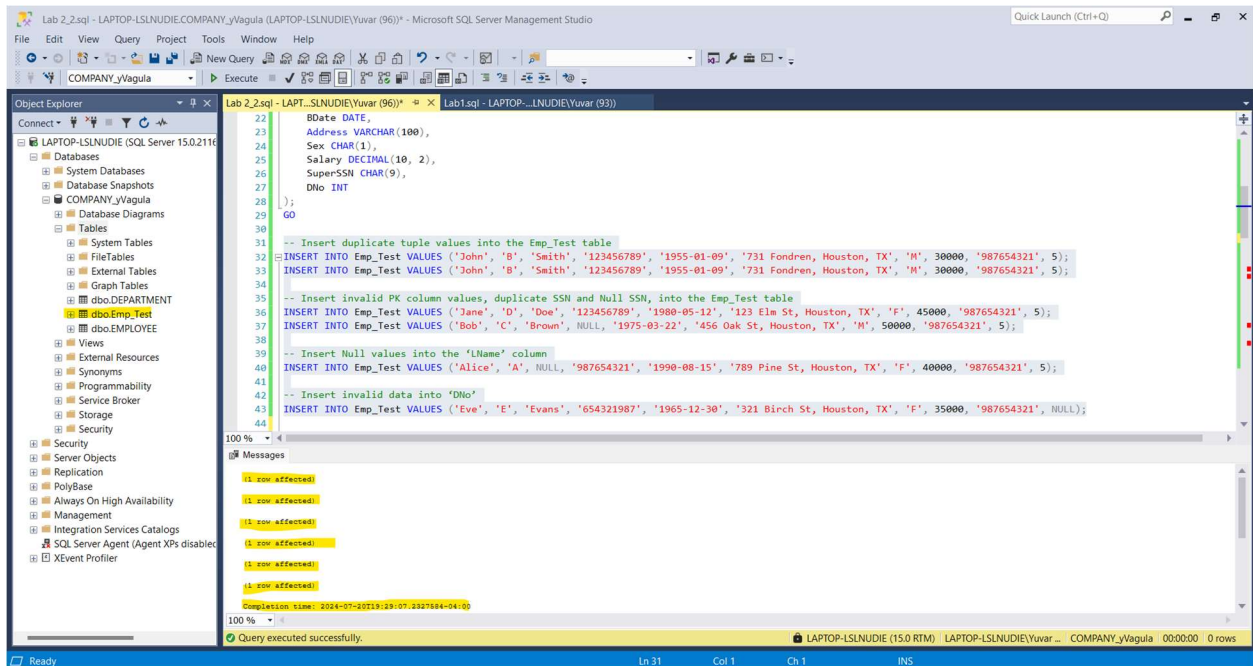 Lab 2_2.sql - LAPTOP-LSLNUDIE.COMPANY_yVagula (LAPTOP-LSLNUDIE\Yuvar (96))* - Microsoft SQL Server Management Studio
Quick Launch (Ctrl+Q)
File Edit View Query Project Tools Window Help
New Query
COMPANY_yVagula
Execute
Object Explorer
Connect
LAPTOP-LSLNUDIE (SQL Server 15.0.2116
Databases
System Databases
Database Snapshots
COMPANY_yVagula
Database Diagrams
Tables
System Tables
FileTables
External Tables
Graph Tables
dbo.DEPARTMENT
dbo.Emp_Test
dbo.EMPLOYEE
Views
External Resources
Synonyms
Programmability
Service Broker
Storage
Security
Security
Server Objects
Replication
PolyBase
Always On High Availability
Management
Integration Services Catalogs
SQL Server Agent (Agent XPs disabled
XEvent Profiler
Lab 2_2.sql - LAPT...SLNUDIE\Yuvar (96))* Lab1.sql - LAPTOP-...LNUDIE\Yuvar (93))
22 BDate DATE,
23 Address VARCHAR(100),
24 Sex CHAR(1),
25 Salary DECIMAL(10, 2),
26 SuperSSN CHAR(9),
27 DNo INT
28 );
29 GO
30
31 -- Insert duplicate tuple values into the Emp_Test table
32 INSERT INTO Emp_Test VALUES ('John', 'B', 'Smith', '123456789', '1955-01-09', '731 Fondren, Houston, TX', 'M', 30000, '987654321', 5);
33 INSERT INTO Emp_Test VALUES ('John', 'B', 'Smith', '123456789', '1955-01-09', '731 Fondren, Houston, TX', 'M', 30000, '987654321', 5);
34
35 -- Insert invalid PK column values, duplicate SSN and Null SSN, into the Emp_Test table
36 INSERT INTO Emp_Test VALUES ('Jane', 'D', 'Doe', '123456789', '1980-05-12', '123 Elm St, Houston, TX', 'F', 45000, '987654321', 5);
37 INSERT INTO Emp_Test VALUES ('Bob', 'C', 'Brown', NULL, '1975-03-22', '456 Oak St, Houston, TX', 'M', 50000, '987654321', 5);
38
39 -- Insert Null values into the ‘LName’ column
40 INSERT INTO Emp_Test VALUES ('Alice', 'A', NULL, '987654321', '1990-08-15', '789 Pine St, Houston, TX', 'F', 40000, '987654321', 5);
41
42 -- Insert invalid data into ‘DNo’
43 INSERT INTO Emp_Test VALUES ('Eve', 'E', 'Evans', '654321987', '1965-12-30', '321 Birch St, Houston, TX', 'F', 35000, '987654321', NULL);
44
100 %
Messages
(1 row affected)
(1 row affected)
(1 row affected)
(1 row affected)
(1 row affected)
(1 row affected)
Completion time: 2024-07-20T19:29:07.2327584-04:00
100 %
Query executed successfully.
LAPTOP-LSLNUDIE (15.0 RTM) LAPTOP-LSLNUDIE\Yuvar ... COMPANY_yVagula 00:00:00 0 rows
Ready Ln 31 Col 1 Ch 1 INS